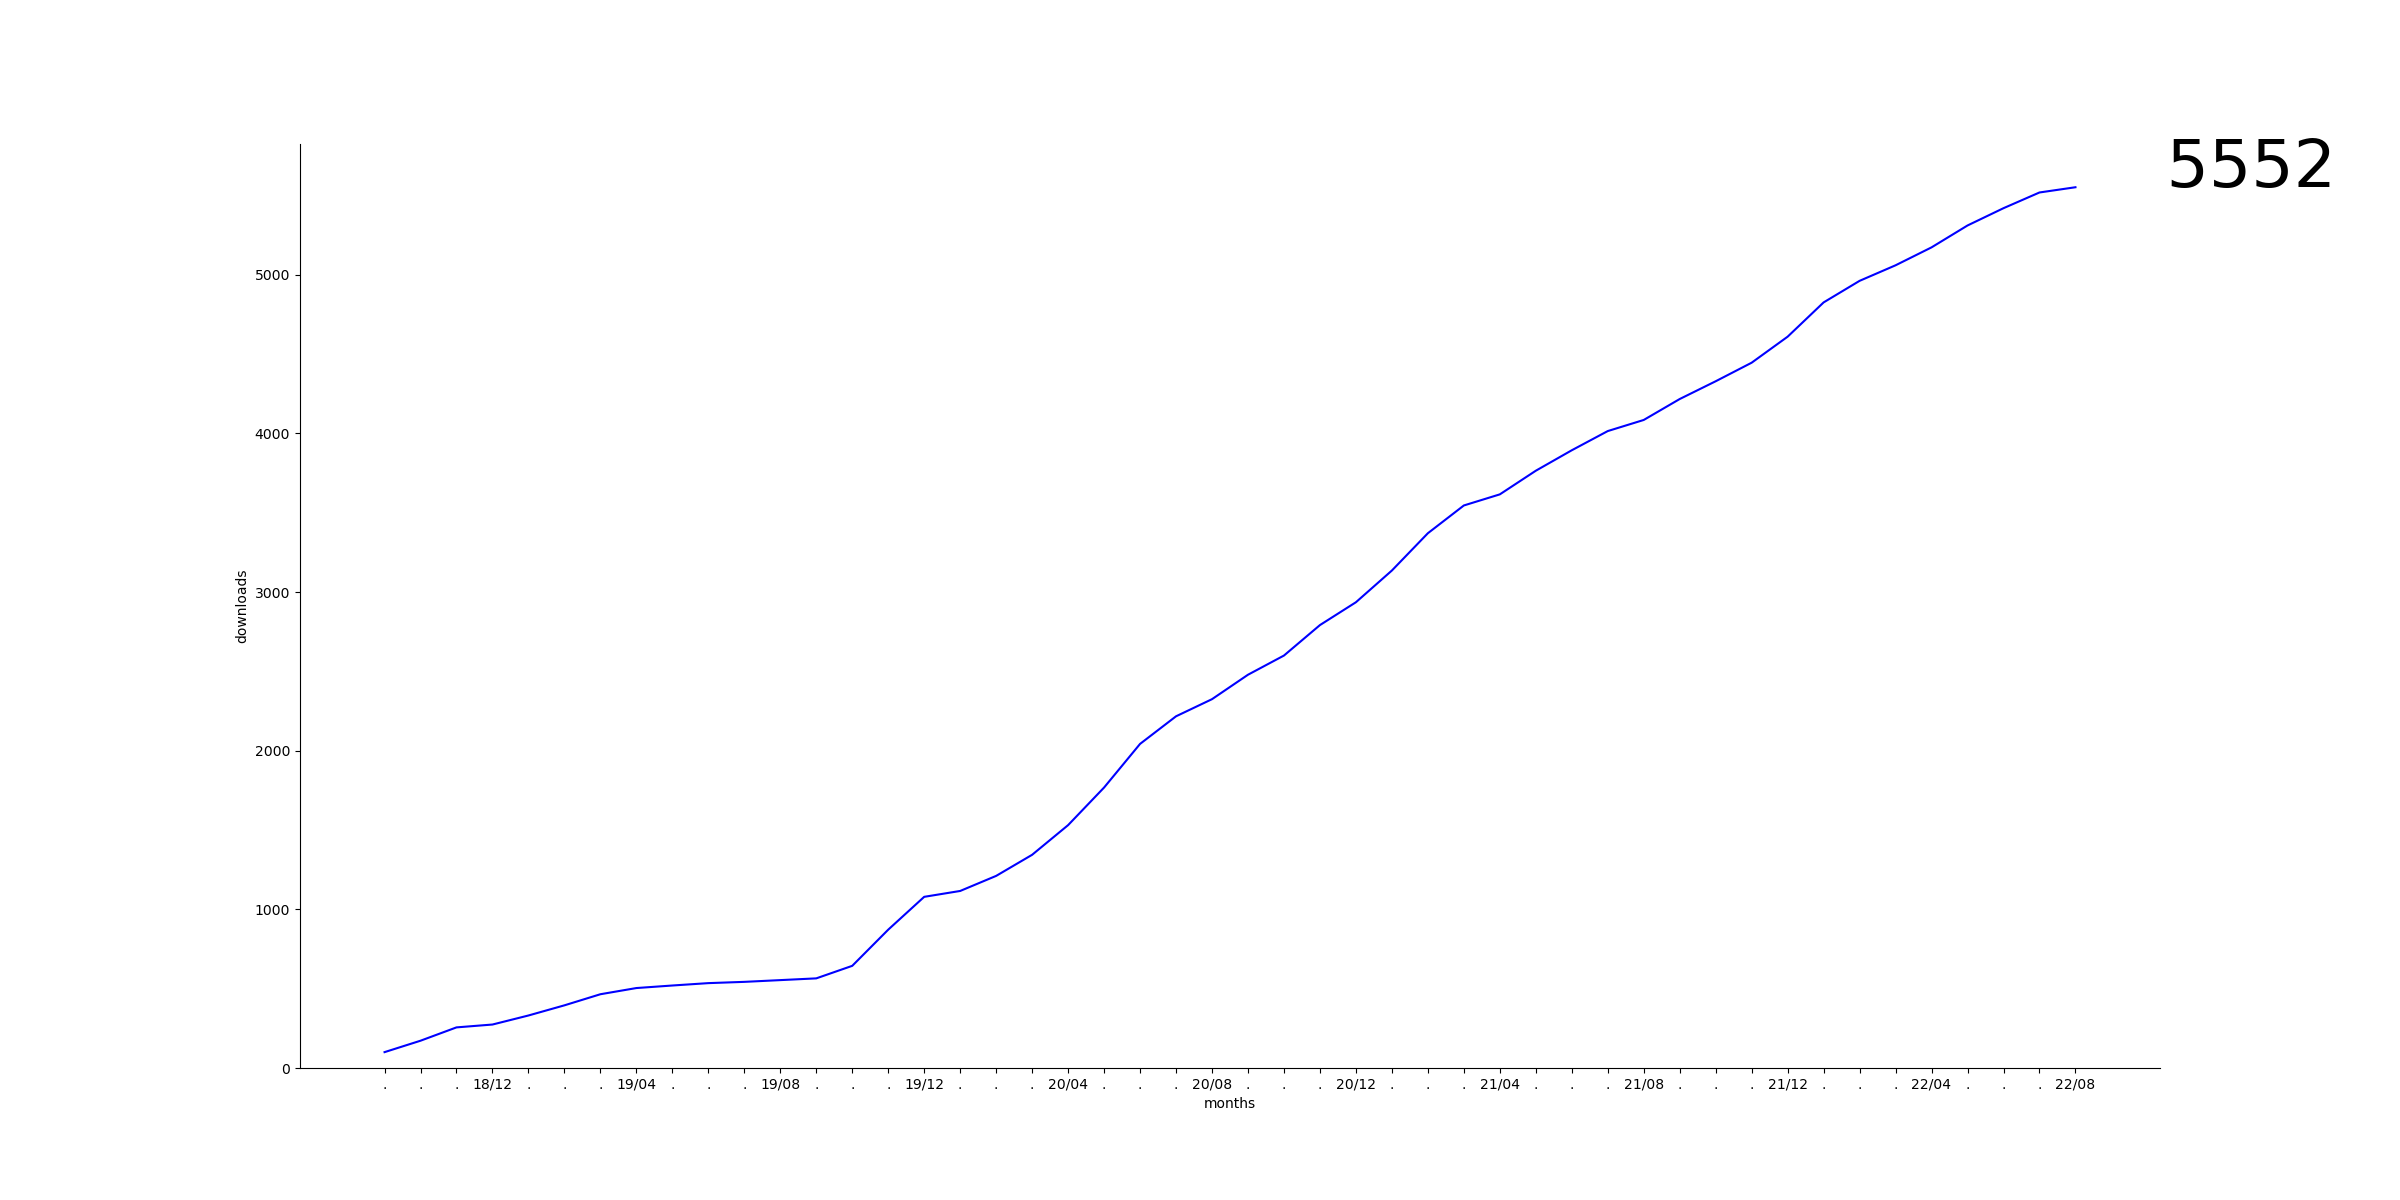 5552
5000
4000
3000
2000
1000
0
downloads
. . . 18/12 . . . 19/04 . . . 19/08 . . . 19/12 . . . 20/04 . . . 20/08 . . . 20/12 . . . 21/04 . . . 21/08 . . . 21/12 . . . 22/04 . . . 22/08
months